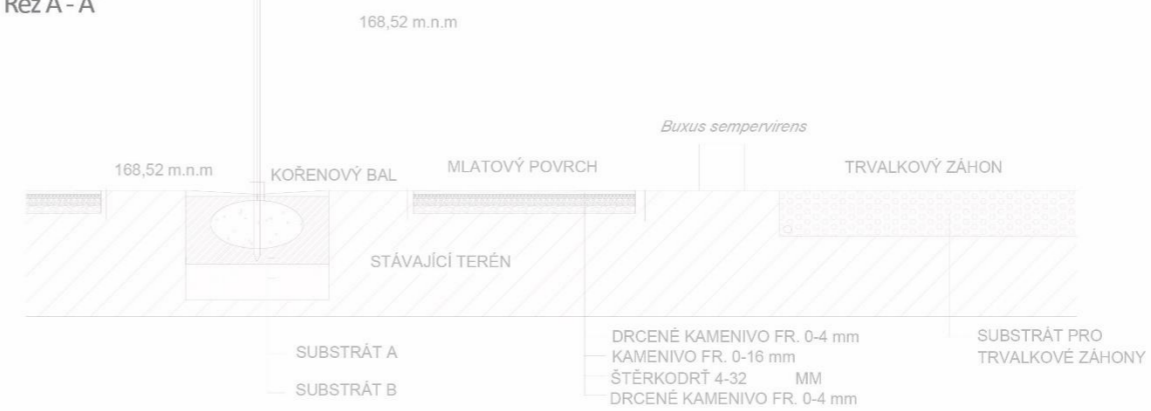 Řez A - A
168,52 m.n.m
Buxus sempervirens
168,52 m.n.m
KOŘENOVÝ BAL
MLATOVÝ POVRCH
TRVALKOVÝ ZÁHON
STÁVAJÍCÍ TERÉN
DRCENÉ KAMENIVO FR. 0-4 mm
KAMENIVO FR. 0-16 mm
ŠTĚRKODRŤ 4-32 MM
DRCENÉ KAMENIVO FR. 0-4 mm
SUBSTRÁT PRO
TRVALKOVÉ ZÁHONY
SUBSTRÁT A
SUBSTRÁT B